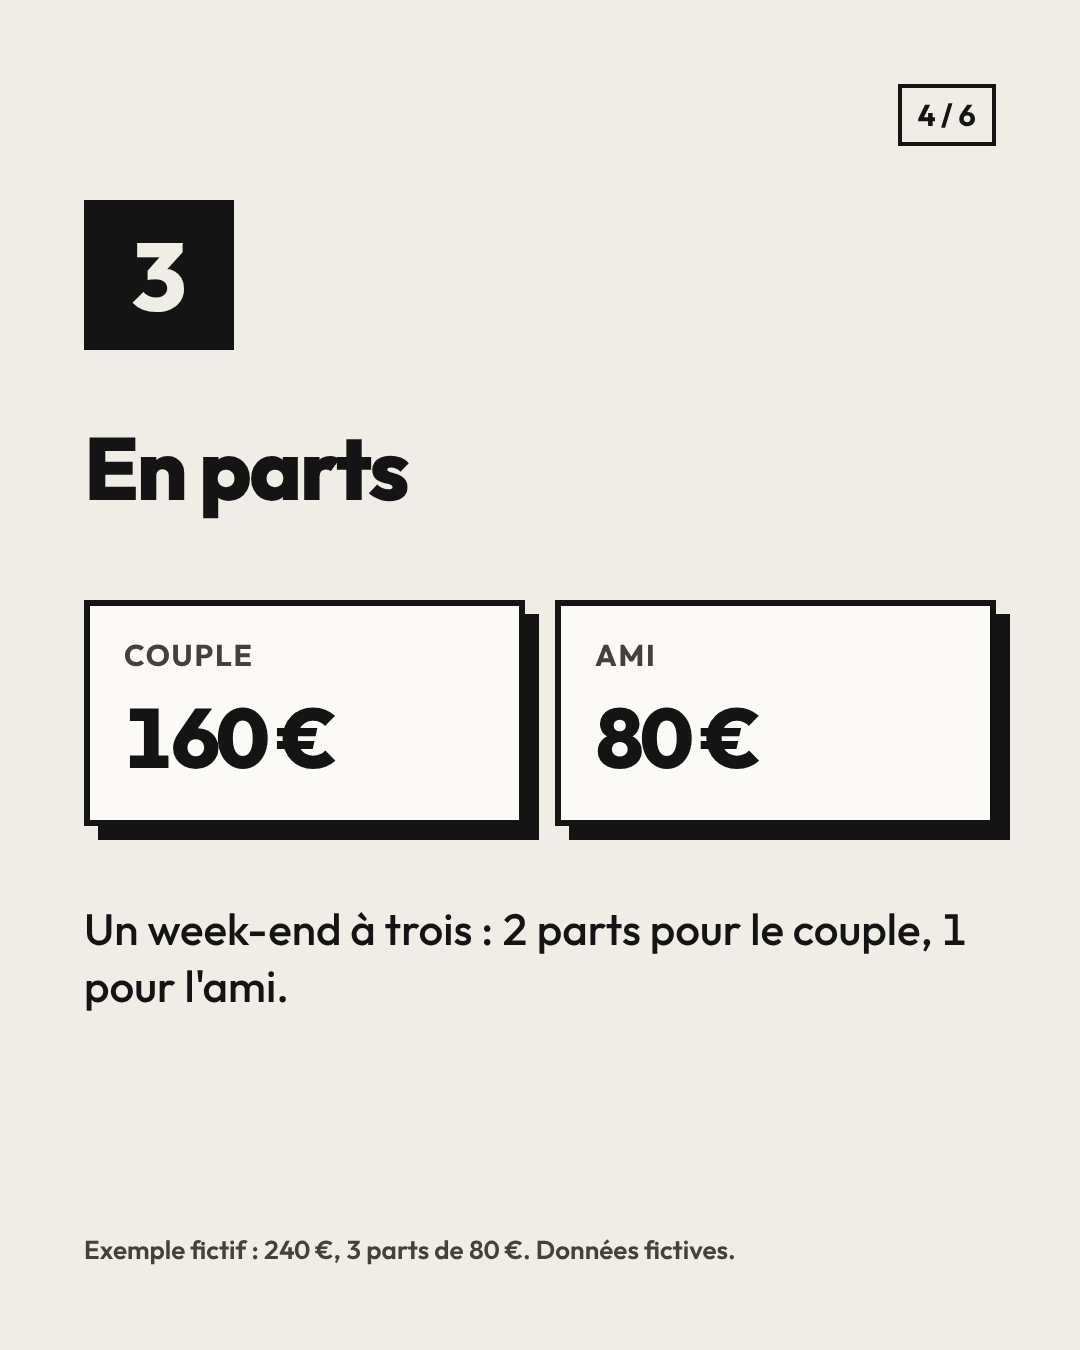 4 / 6
3
En parts
COUPLE
160 €
AMI
80 €
Un week-end à trois : 2 parts pour le couple, 1
pour l'ami.
Exemple fictif : 240 €, 3 parts de 80 €. Données fictives.